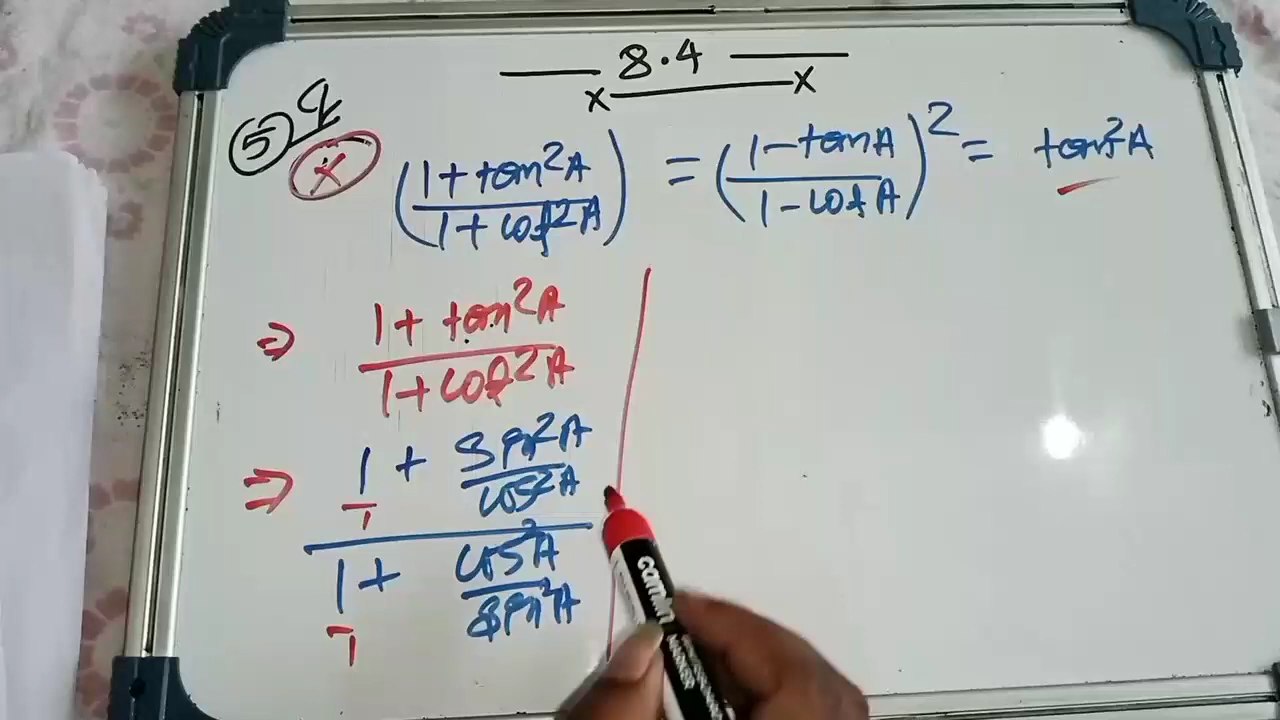 8.4
x x
5 q
x (1+tan²A / 1+cot²A) = (1-tanA / 1-cotA)² = tan²A
⇒ 1+tan²A / 1+cot²A
⇒ 1/1 + sin²A/cos²A
1/1 + cos²A/sin²A
camlin